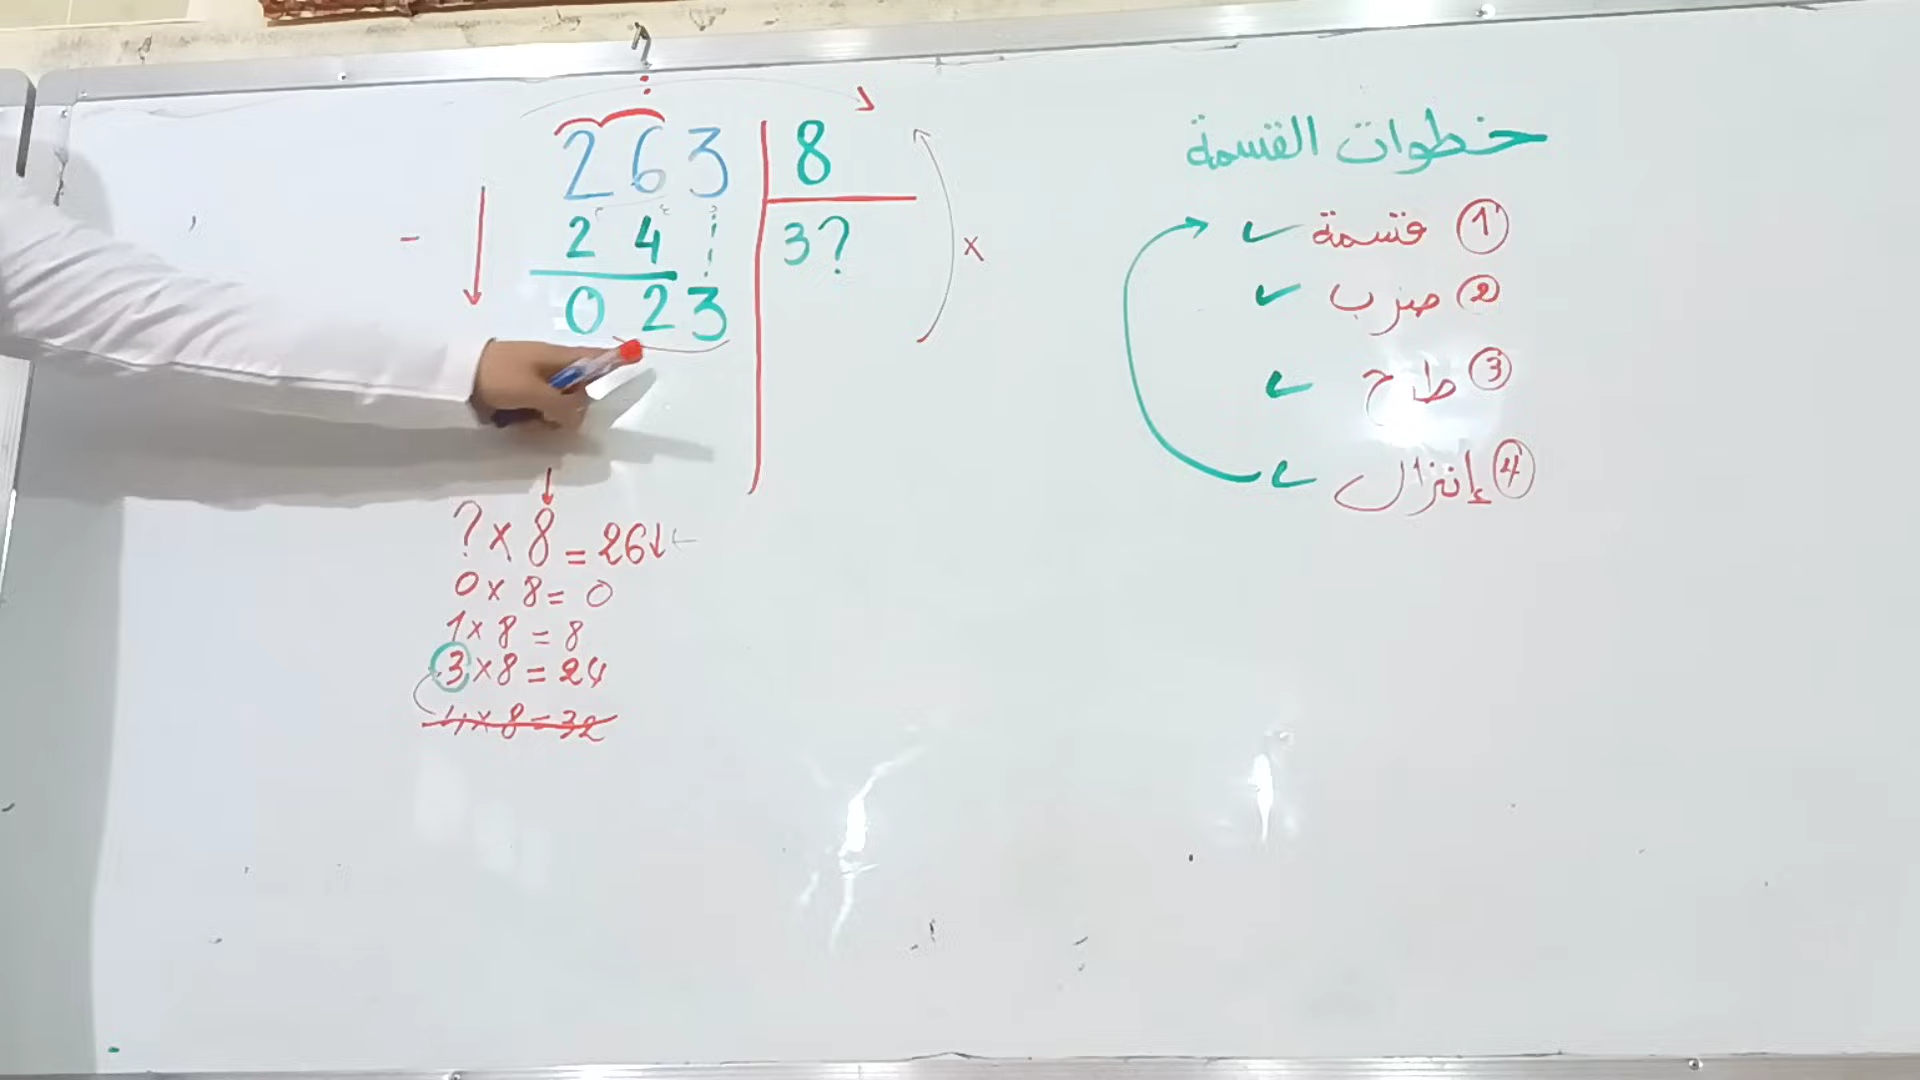 ?
263 8
- 24 3? ×
023
? × 8 = 26↓
0 × 8 = 0
1 × 8 = 8
3 × 8 = 24
4 × 8 = 32
خطوات القسمة
① قسمة ✓
② ضرب ✓
③ طرح ✓
④ إنزال ✓